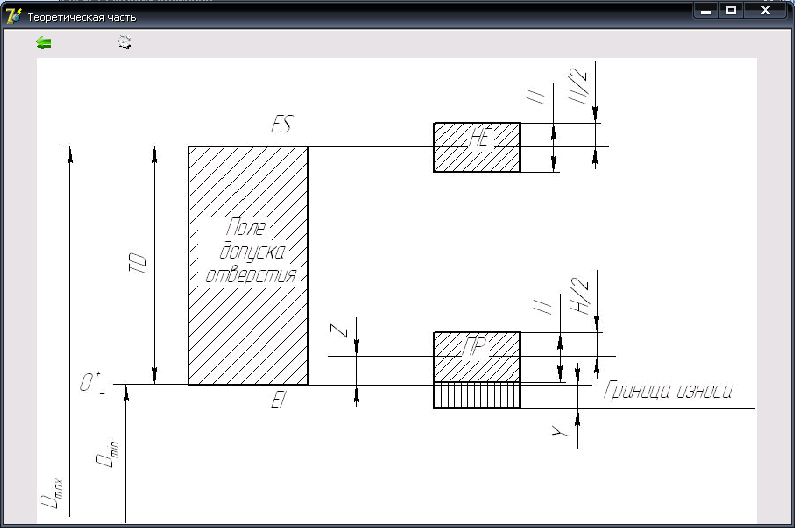 Теоретическая часть
ES
НЕ
H
H/2
Поле
допуска
отверстия
TD
Z
ПР
H
H/2
0
+
-
EI
Граница износа
Y
Dmin
Dmax